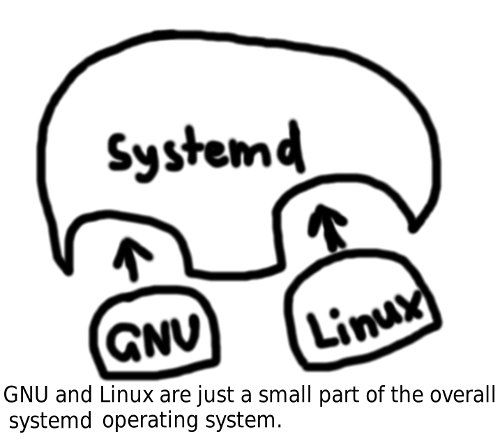 Systemd
GNU
Linux
GNU and Linux are just a small part of the overall
systemd operating system.